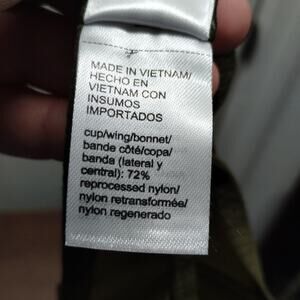 MADE IN VIETNAM/
HECHO EN
VIETNAM CON
INSUMOS
IMPORTADOS
cup/wing/bonnet/
bande côté/copa/
banda (lateral y
central): 72%
reprocessed nylon/
nylon retransformée/
nylon regenerado